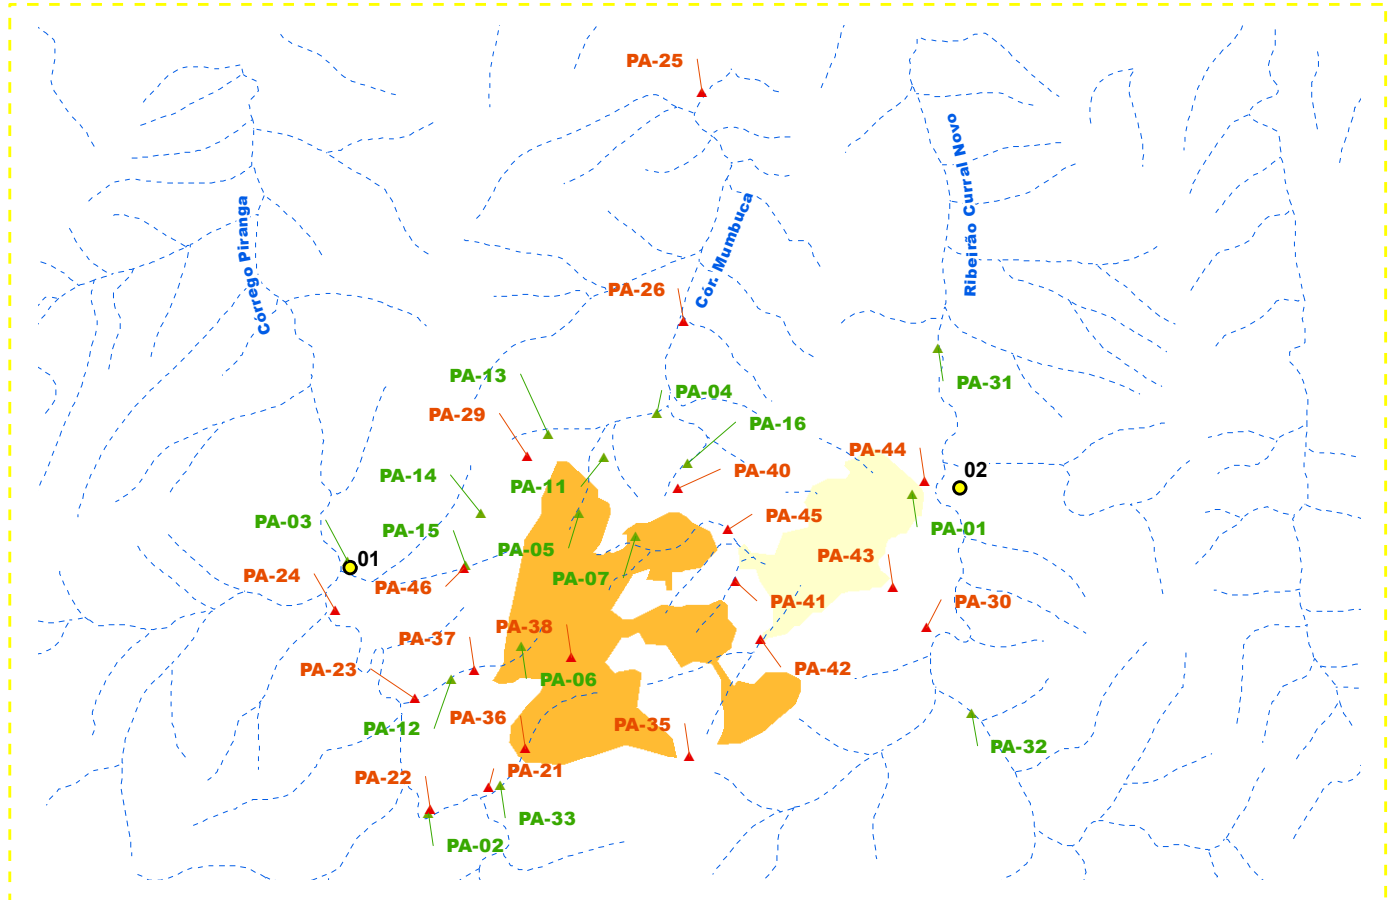 PA-25
Ribeirão Curral Novo
Córrego Piranga
Cór. Mumbuca
PA-26
PA-13
PA-31
PA-04
PA-29
PA-16
PA-44
PA-40
02
PA-14
PA-11
PA-45
PA-03
PA-15
PA-01
PA-05
01
PA-43
PA-24
PA-46
PA-07
PA-41
PA-30
PA-38
PA-37
PA-23
PA-42
PA-06
PA-36
PA-35
PA-12
PA-32
PA-21
PA-22
PA-33
PA-02